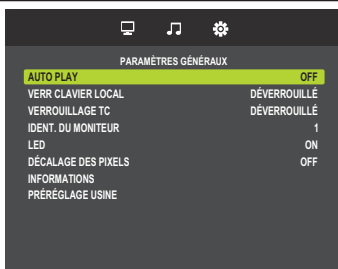 PARAMÈTRES GÉNÉRAUX
AUTO PLAY OFF
VERR CLAVIER LOCAL DÉVERROUILLÉ
VERROUILLAGE TC DÉVERROUILLÉ
IDENT. DU MONITEUR 1
LED ON
DÉCALAGE DES PIXELS OFF
INFORMATIONS
PRÉRÉGLAGE USINE